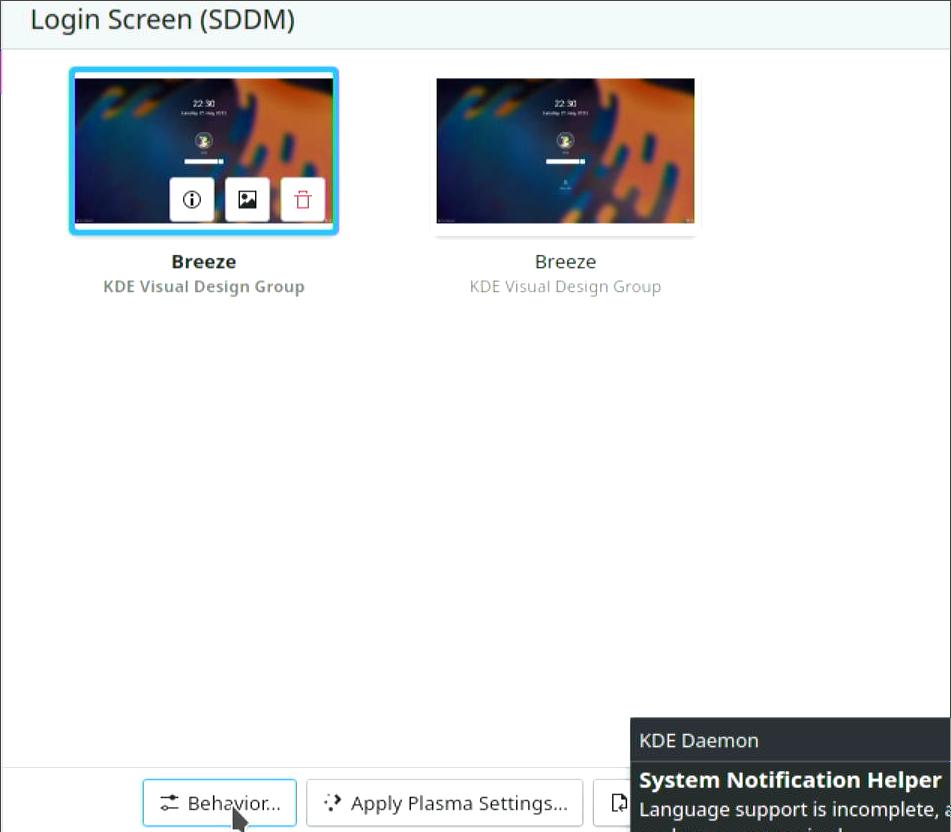 Login Screen (SDDM)
22:30
22:30
Breeze
KDE Visual Design Group
Breeze
KDE Visual Design Group
KDE Daemon
System Notification Helper
Language support is incomplete,
Behavior...
Apply Plasma Settings...